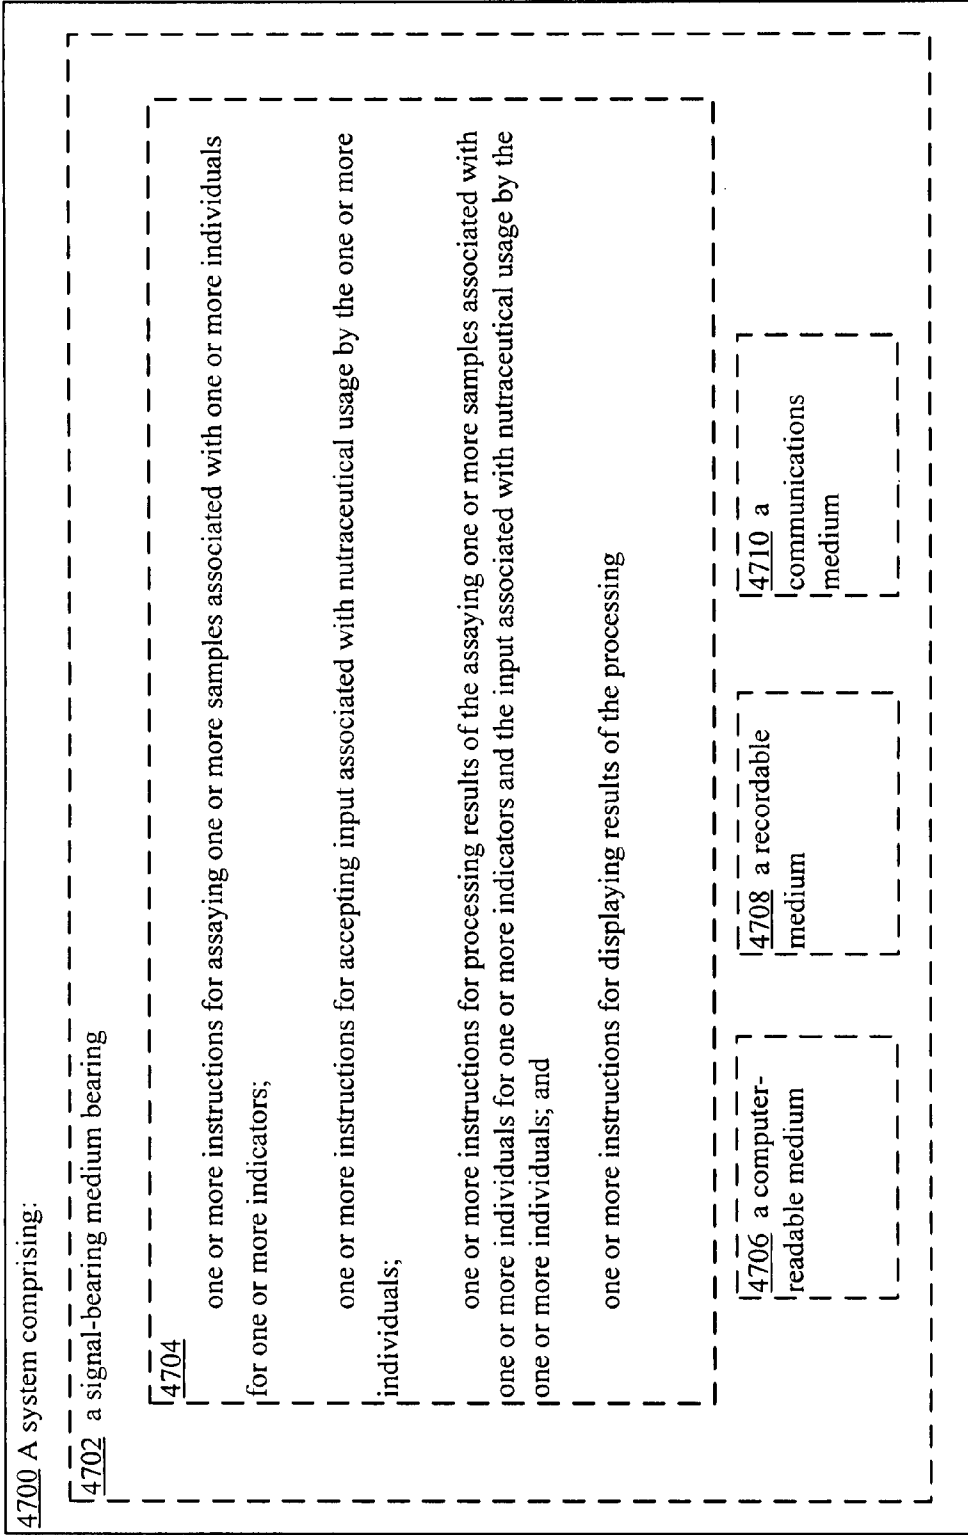 4700 A system comprising:
4702 a signal-bearing medium bearing
4704
one or more instructions for assaying one or more samples associated with one or more individuals
for one or more indicators;
one or more instructions for accepting input associated with nutraceutical usage by the one or more
individuals;
one or more instructions for processing results of the assaying one or more samples associated with
one or more individuals for one or more indicators and the input associated with nutraceutical usage by the
one or more individuals; and
one or more instructions for displaying results of the processing
4706 a computer-
readable medium
4708 a recordable
medium
4710 a
communications
medium